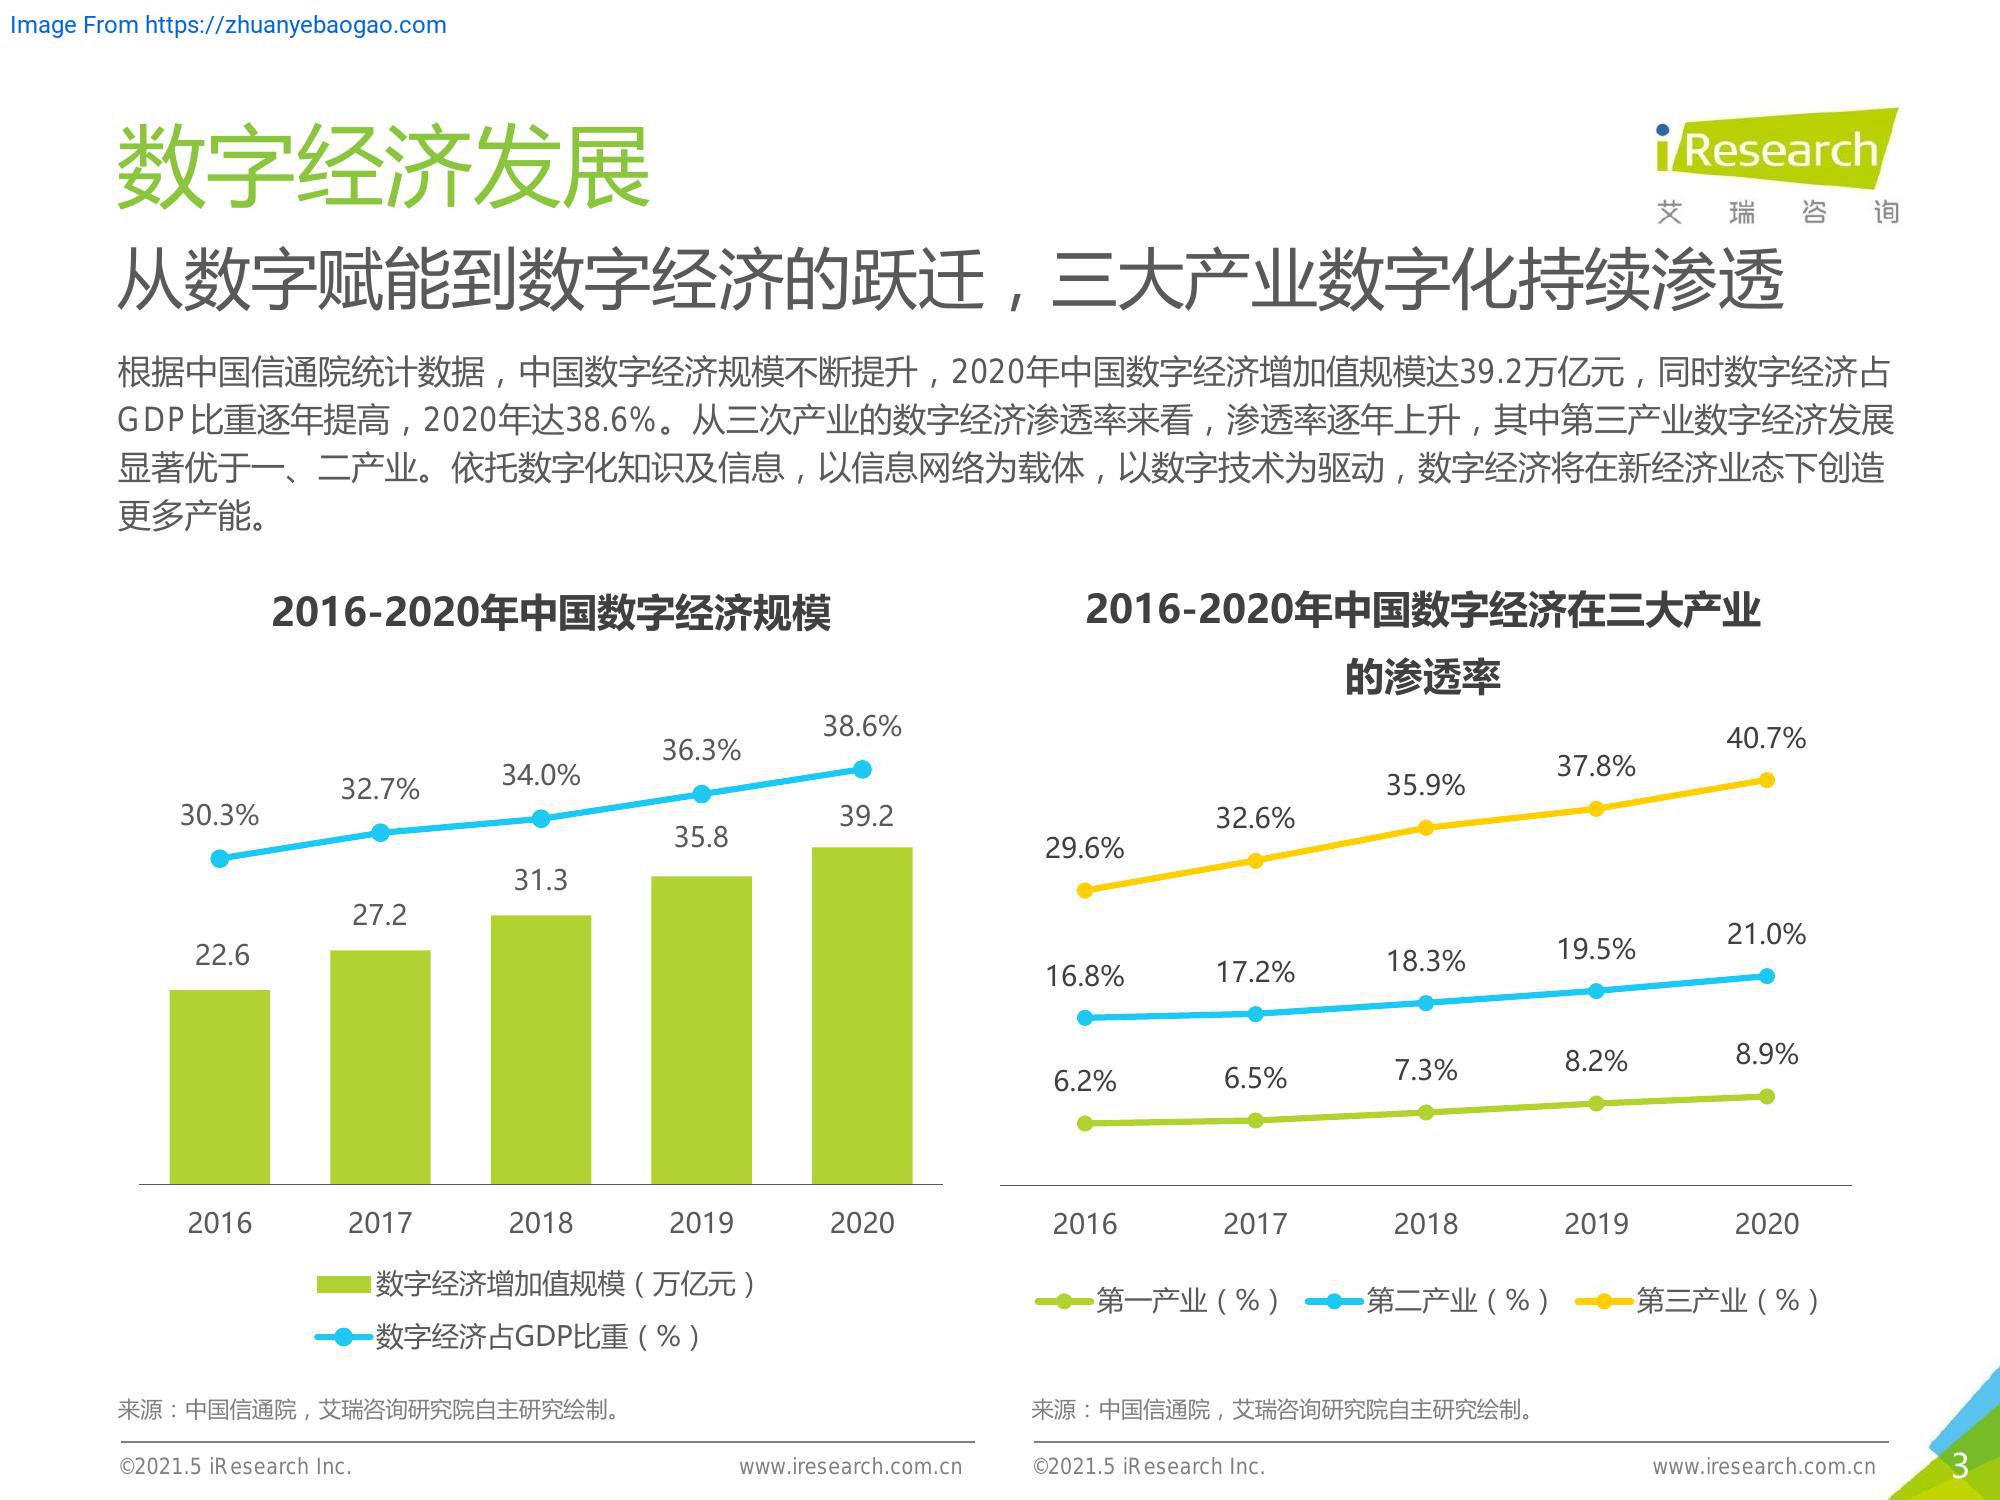 Image From https://zhuanyebaogao.com
数字经济发展
iResearch
艾瑞咨询
从数字赋能到数字经济的跃迁，三大产业数字化持续渗透
根据中国信通院统计数据，中国数字经济规模不断提升，2020年中国数字经济增加值规模达39.2万亿元，同时数字经济占
GDP比重逐年提高，2020年达38.6%。从三次产业的数字经济渗透率来看，渗透率逐年上升，其中第三产业数字经济发展
显著优于一、二产业。依托数字化知识及信息，以信息网络为载体，以数字技术为驱动，数字经济将在新经济业态下创造
更多产能。
2016-2020年中国数字经济规模
30.3% 32.7% 34.0% 36.3% 38.6%
22.6 27.2 31.3 35.8 39.2
2016 2017 2018 2019 2020
数字经济增加值规模（万亿元）
数字经济占GDP比重（%）
来源：中国信通院，艾瑞咨询研究院自主研究绘制。
©2021.5 iResearch Inc. www.iresearch.com.cn
2016-2020年中国数字经济在三大产业
的渗透率
29.6% 32.6% 35.9% 37.8% 40.7%
16.8% 17.2% 18.3% 19.5% 21.0%
6.2% 6.5% 7.3% 8.2% 8.9%
2016 2017 2018 2019 2020
第一产业（%） 第二产业（%） 第三产业（%）
来源：中国信通院，艾瑞咨询研究院自主研究绘制。
©2021.5 iResearch Inc. www.iresearch.com.cn
3